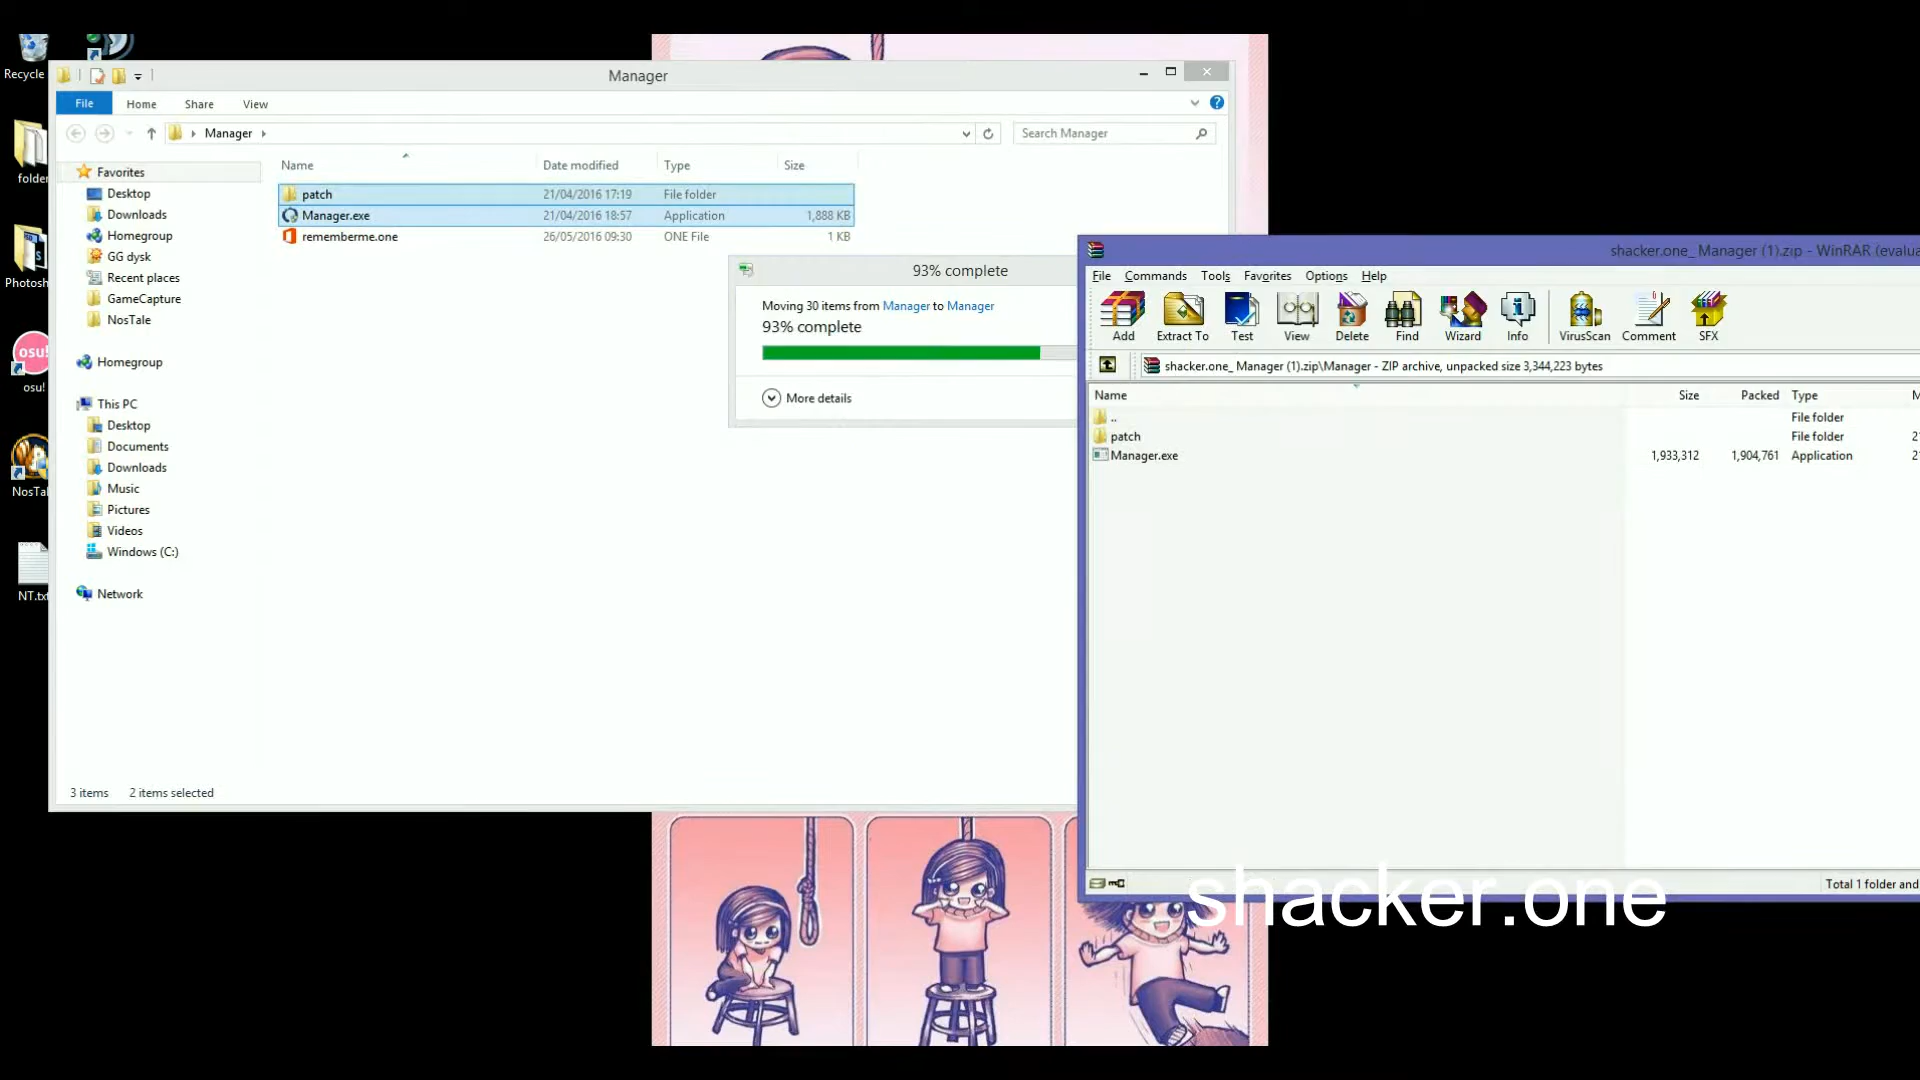 Recycle
folder
Photosh
osu!
osu!
NosTal
NT.txt
Manager
File
Home
Share
View
Manager
Search Manager
Name
Date modified
Type
Size
patch
21/04/2016 17:19
File folder
Manager.exe
21/04/2016 18:57
Application
1,888 KB
rememberme.one
26/05/2016 09:30
ONE File
1 KB
Favorites
Desktop
Downloads
Homegroup
GG dysk
Recent places
GameCapture
NosTale
Homegroup
This PC
Desktop
Documents
Downloads
Music
Pictures
Videos
Windows (C:)
Network
3 items
2 items selected
93% complete
Moving 30 items from Manager to Manager
93% complete
More details
shacker.one_ Manager (1).zip - WinRAR (evalua
File
Commands
Tools
Favorites
Options
Help
Add
Extract To
Test
View
Delete
Find
Wizard
Info
VirusScan
Comment
SFX
shacker.one_ Manager (1).zip\Manager - ZIP archive, unpacked size 3,344,223 bytes
Name
Size
Packed
Type
M
..
File folder
patch
File folder
2
Manager.exe
1,933,312
1,904,761
Application
2
Total 1 folder and
shacker.one